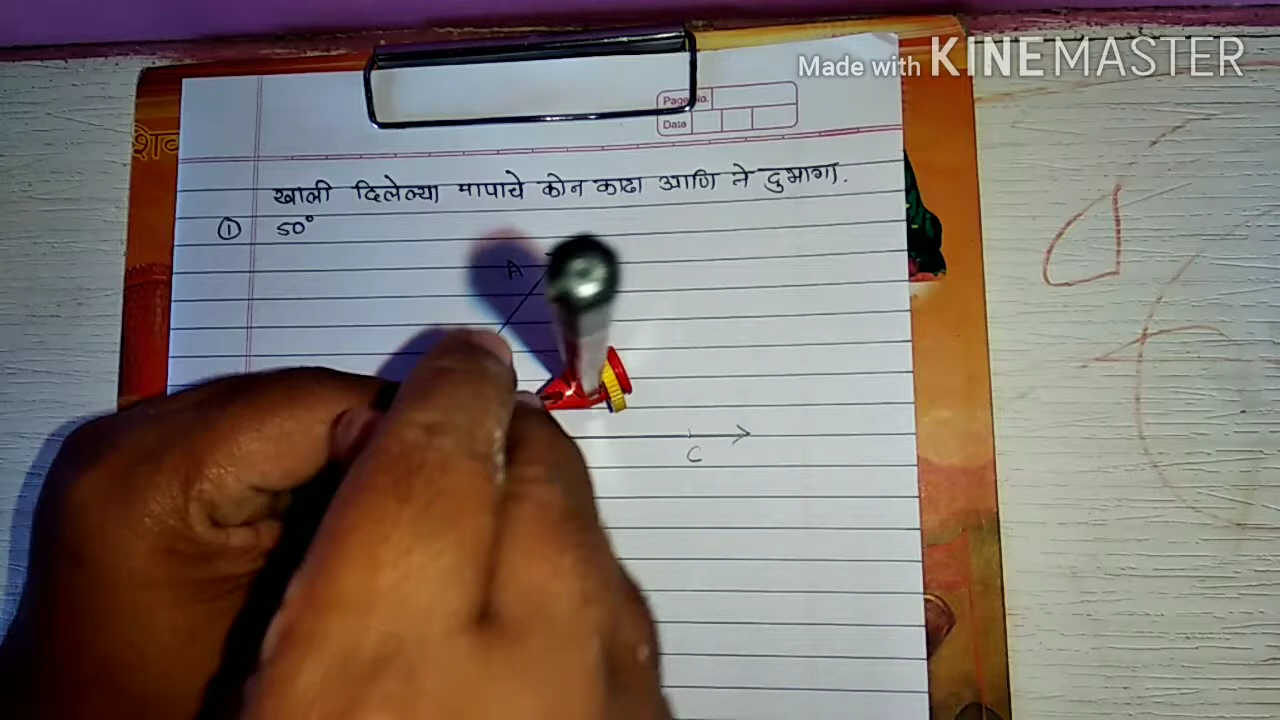 Made with KINEMASTER
Page No.
Date
शिव
खाली दिलेल्या मापाचे कोन काढा आणि ते दुभागा.
① 50°
A
C